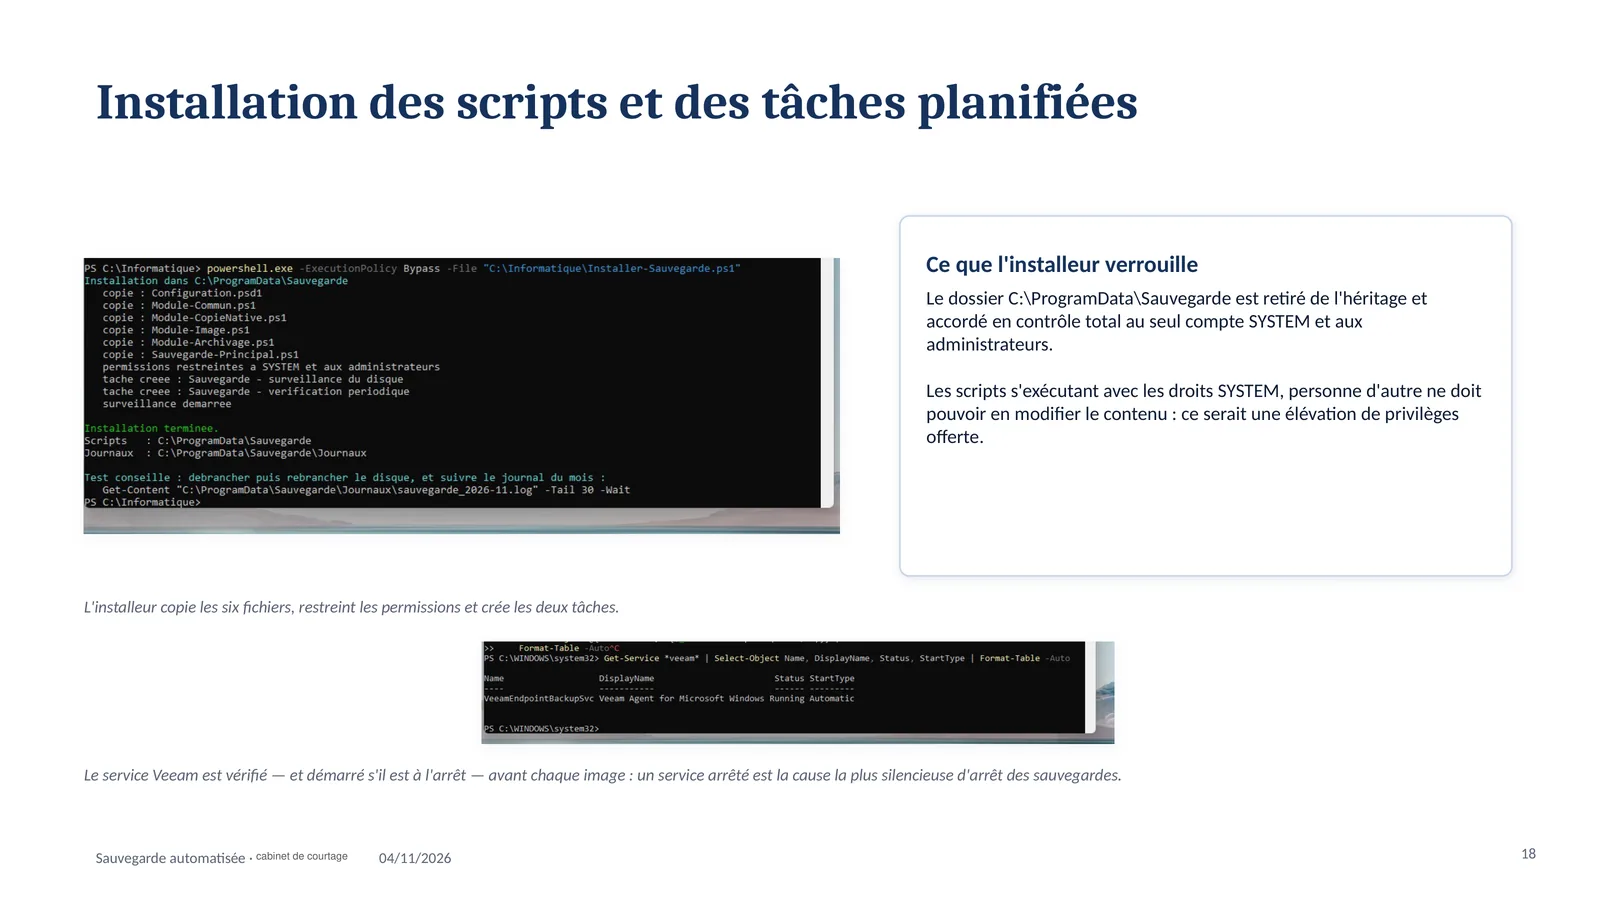 Installation des scripts et des tâches planifiées
PS C:\Informatique> powershell.exe -ExecutionPolicy Bypass -File "C:\Informatique\Installer-Sauvegarde.ps1"
Installation dans C:\ProgramData\Sauvegarde
copie : Configuration.psd1
copie : Module-Commun.ps1
copie : Module-CopieNative.ps1
copie : Module-Image.ps1
copie : Module-Archivage.ps1
copie : Sauvegarde-Principal.ps1
permissions restreintes a SYSTEM et aux administrateurs
tache creee : Sauvegarde - surveillance du disque
tache creee : Sauvegarde - verification periodique
surveillance demarree
Installation terminee.
Scripts   : C:\ProgramData\Sauvegarde
Journaux  : C:\ProgramData\Sauvegarde\Journaux
Test conseille : debrancher puis rebrancher le disque, et suivre le journal du mois :
Get-Content "C:\ProgramData\Sauvegarde\Journaux\sauvegarde_2026-11.log" -Tail 30 -Wait
PS C:\Informatique>
Ce que l'installeur verrouille
Le dossier C:\ProgramData\Sauvegarde est retiré de l'héritage et
accordé en contrôle total au seul compte SYSTEM et aux
administrateurs.
Les scripts s'exécutant avec les droits SYSTEM, personne d'autre ne doit
pouvoir en modifier le contenu : ce serait une élévation de privilèges
offerte.
L'installeur copie les six fichiers, restreint les permissions et crée les deux tâches.
>>     Format-Table -Auto^C
PS C:\WINDOWS\system32> Get-Service *veeam* | Select-Object Name, DisplayName, Status, StartType | Format-Table -Auto
Name DisplayName Status StartType
---- ----------- ------ ---------
VeeamEndpointBackupSvc Veeam Agent for Microsoft Windows Running Automatic
PS C:\WINDOWS\system32>
Le service Veeam est vérifié — et démarré s'il est à l'arrêt — avant chaque image : un service arrêté est la cause la plus silencieuse d'arrêt des sauvegardes.
Sauvegarde automatisée · cabinet de courtage 04/11/2026
18